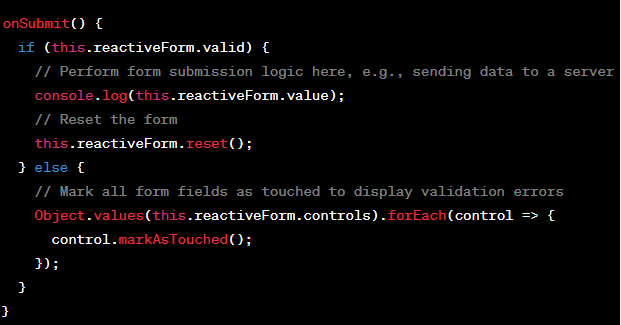 onSubmit() {
  if (this.reactiveForm.valid) {
    // Perform form submission logic here, e.g., sending data to a server
    console.log(this.reactiveForm.value);
    // Reset the form
    this.reactiveForm.reset();
  } else {
    // Mark all form fields as touched to display validation errors
    Object.values(this.reactiveForm.controls).forEach(control => {
      control.markAsTouched();
    });
  }
}